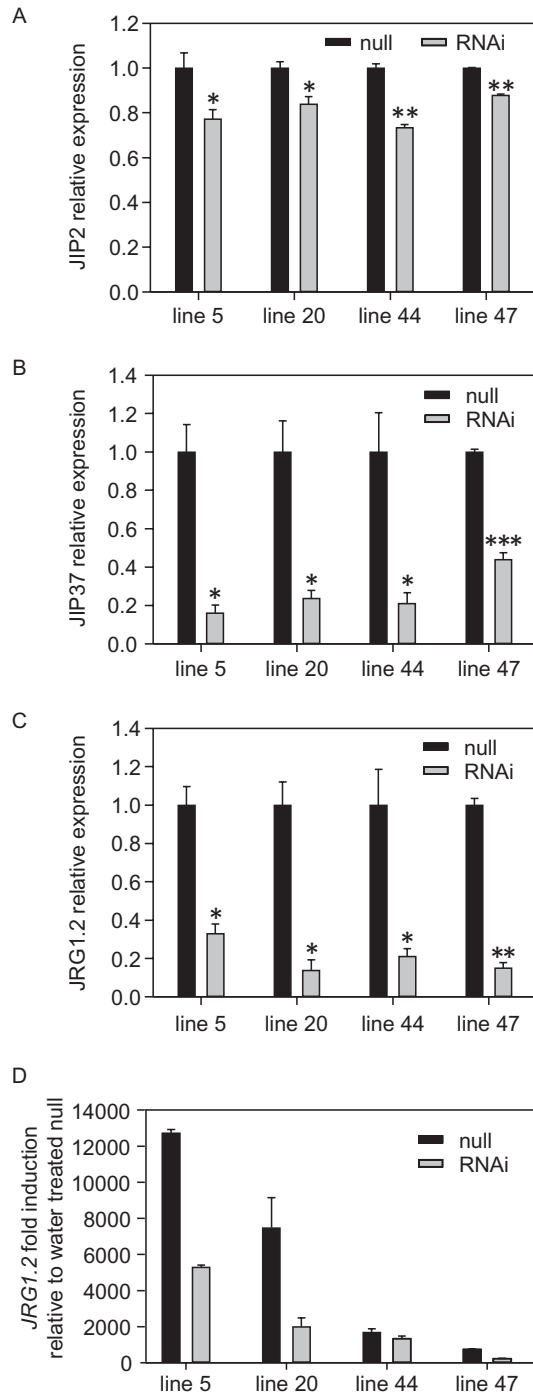 A
null RNAi
JIP2 relative expression
1.2
1.0
0.8
0.6
0.4
0.2
0.0
* * ** **
line 5 line 20 line 44 line 47
B
null
RNAi
JIP37 relative expression
1.4
1.2
1.0
0.8
0.6
0.4
0.2
0.0
* * * ***
line 5 line 20 line 44 line 47
C
null
RNAi
JRG1.2 relative expression
1.4
1.2
1.0
0.8
0.6
0.4
0.2
0.0
* * * **
line 5 line 20 line 44 line 47
D
null
RNAi
JRG1.2 fold induction
relative to water treated null
14000
12000
10000
8000
6000
4000
2000
0
line 5 line 20 line 44 line 47